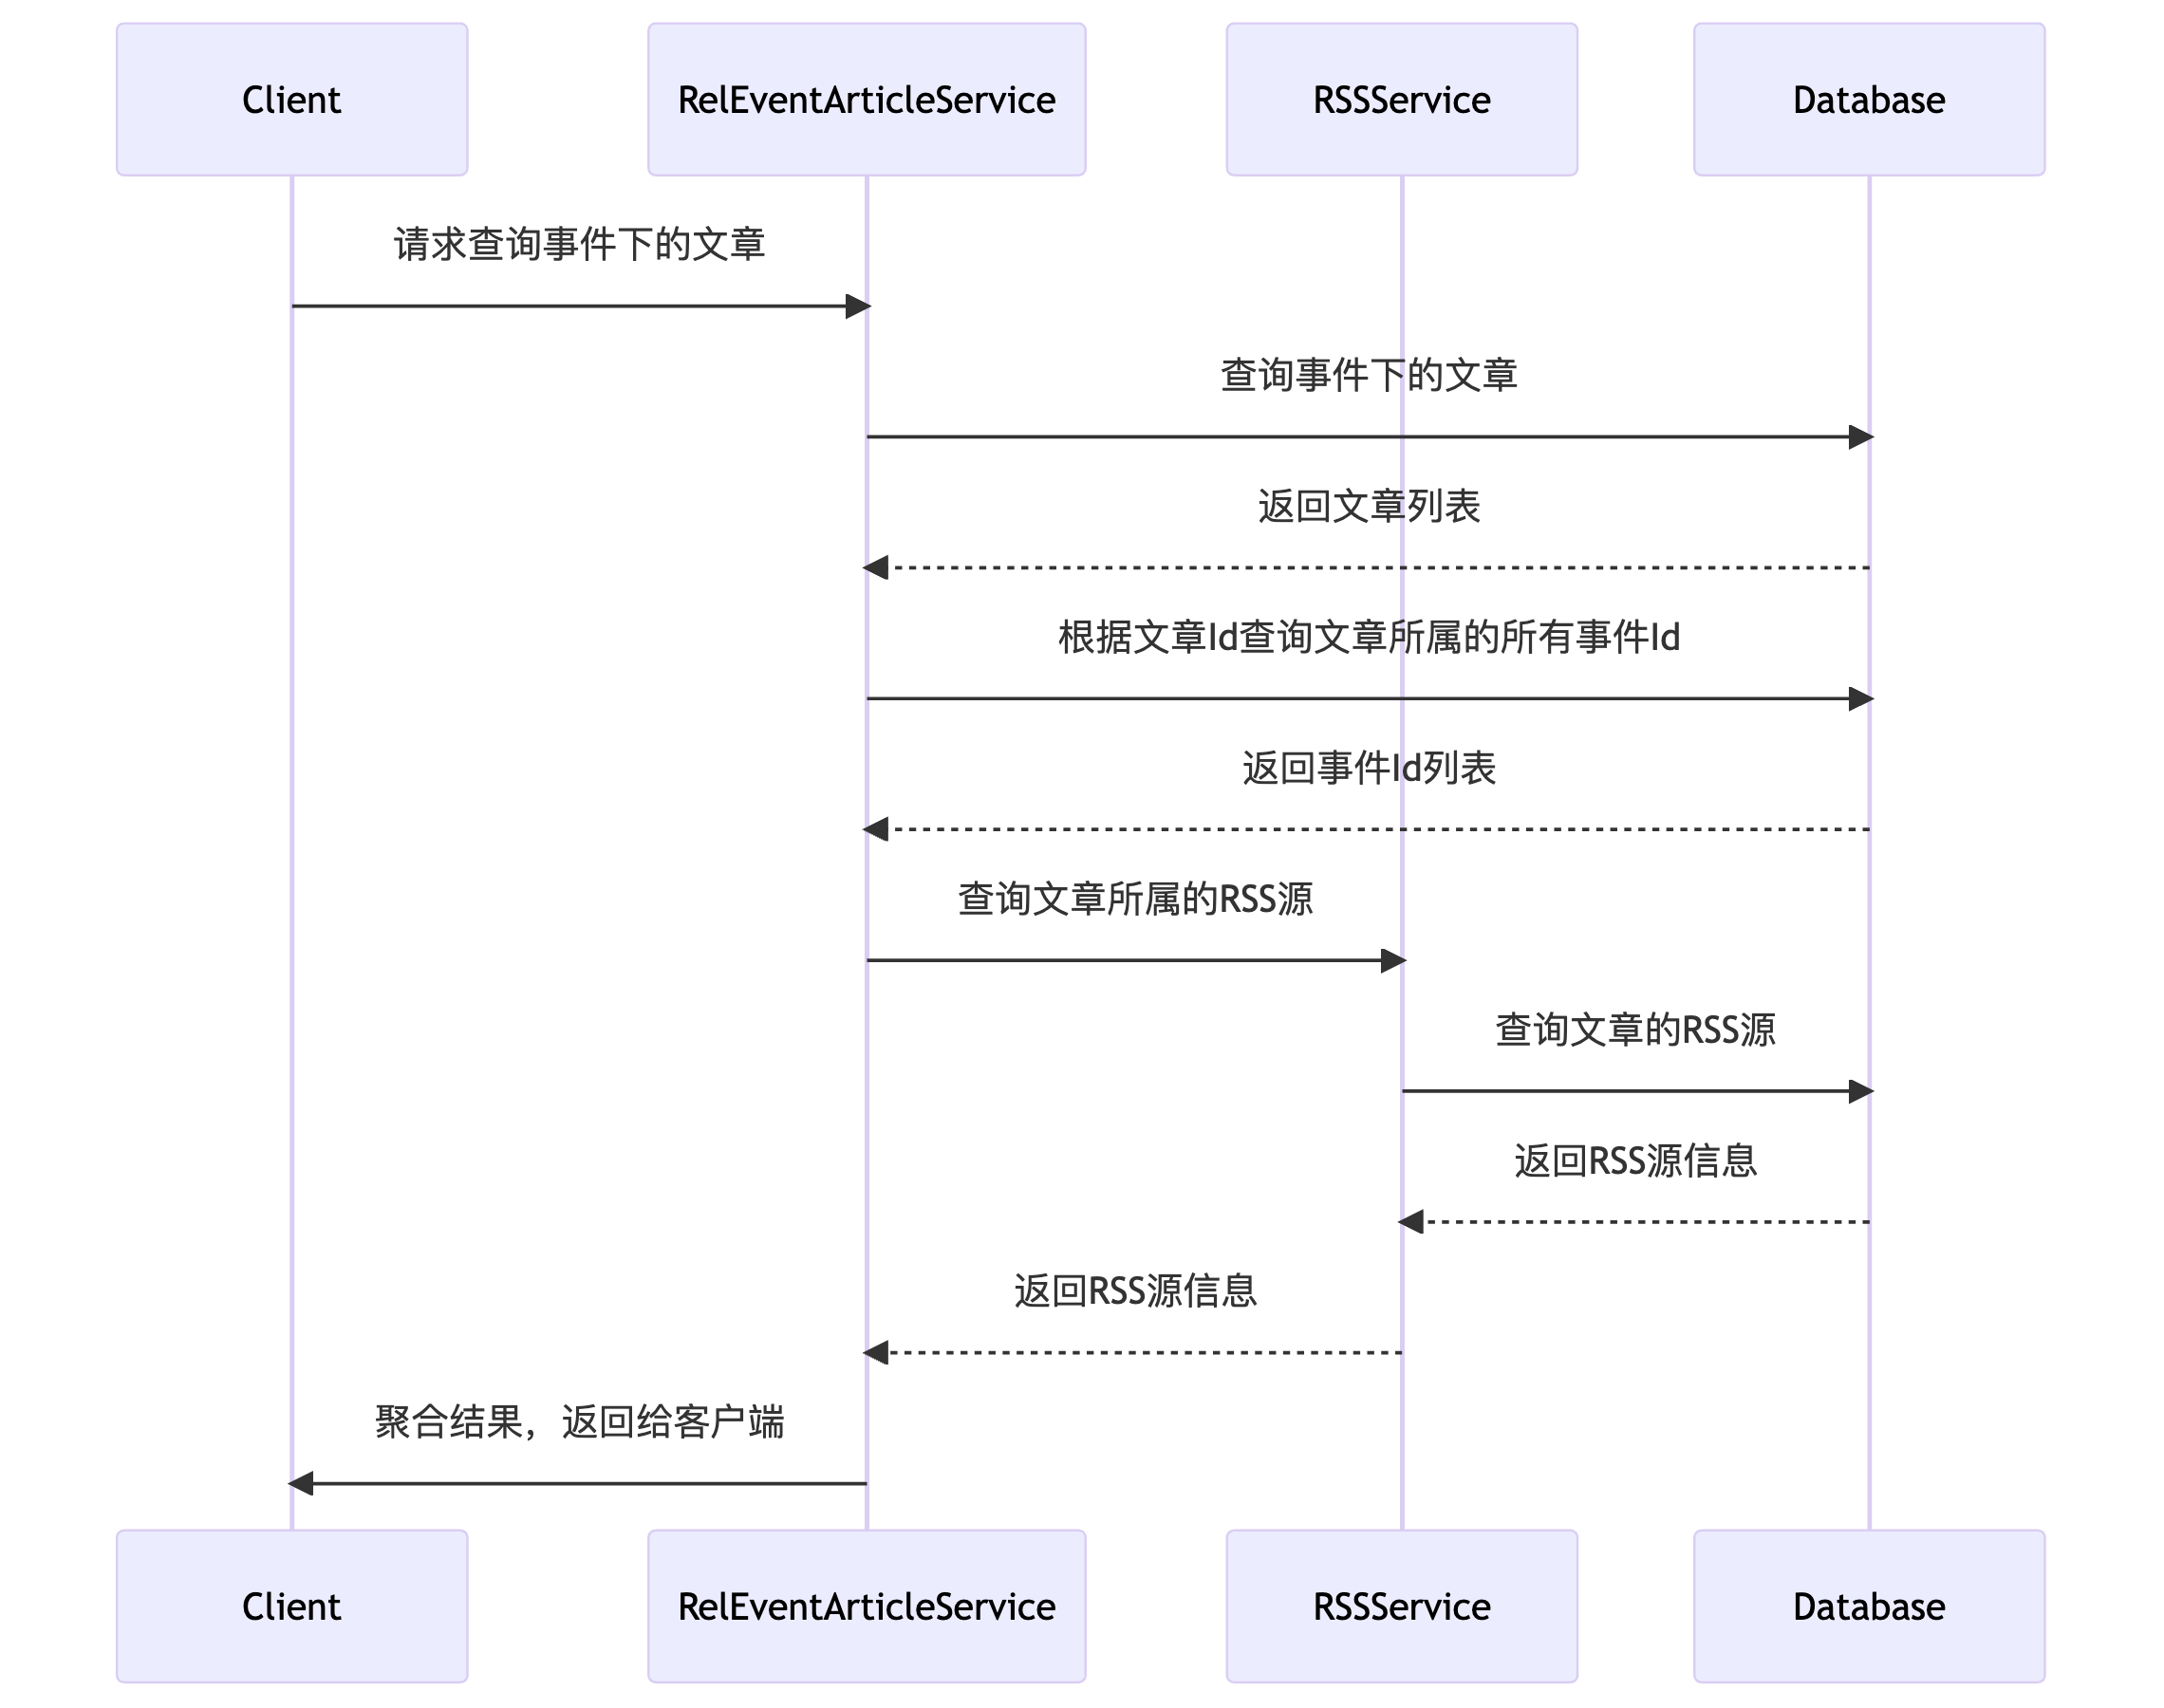 Client
RelEventArticleService
RSSService
Database
请求查询事件下的文章
查询事件下的文章
返回文章列表
根据文章Id查询文章所属的所有事件Id
返回事件Id列表
查询文章所属的RSS源
查询文章的RSS源
返回RSS源信息
返回RSS源信息
聚合结果，返回给客户端
Client
RelEventArticleService
RSSService
Database